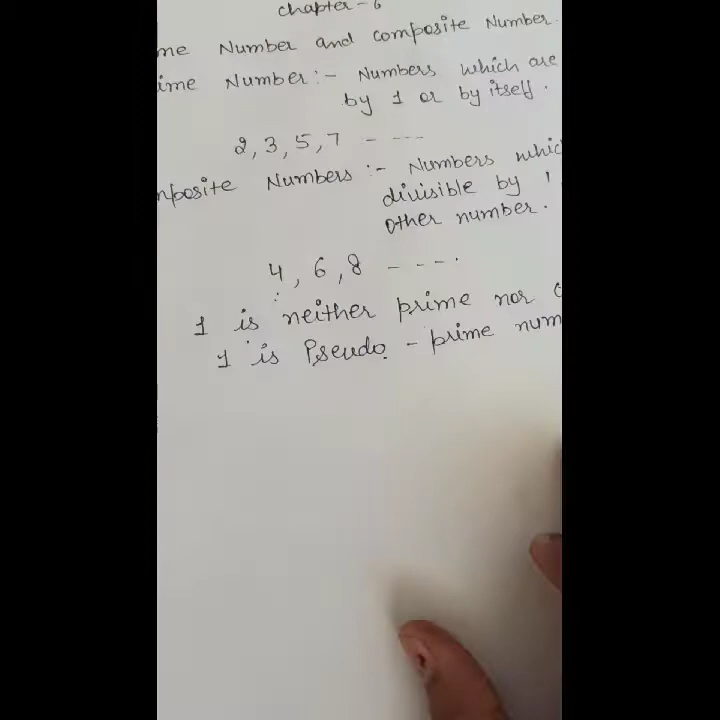 Chapter - 6
me Number and composite Number.
ime Number :- Numbers which are
by 1 or by itself.
2, 3, 5, 7 - ---
mposite Numbers :- Numbers whic
divisible by 1
other number.
4, 6, 8 - ---.
1 is neither prime nor c
1 is Pseudo - prime num